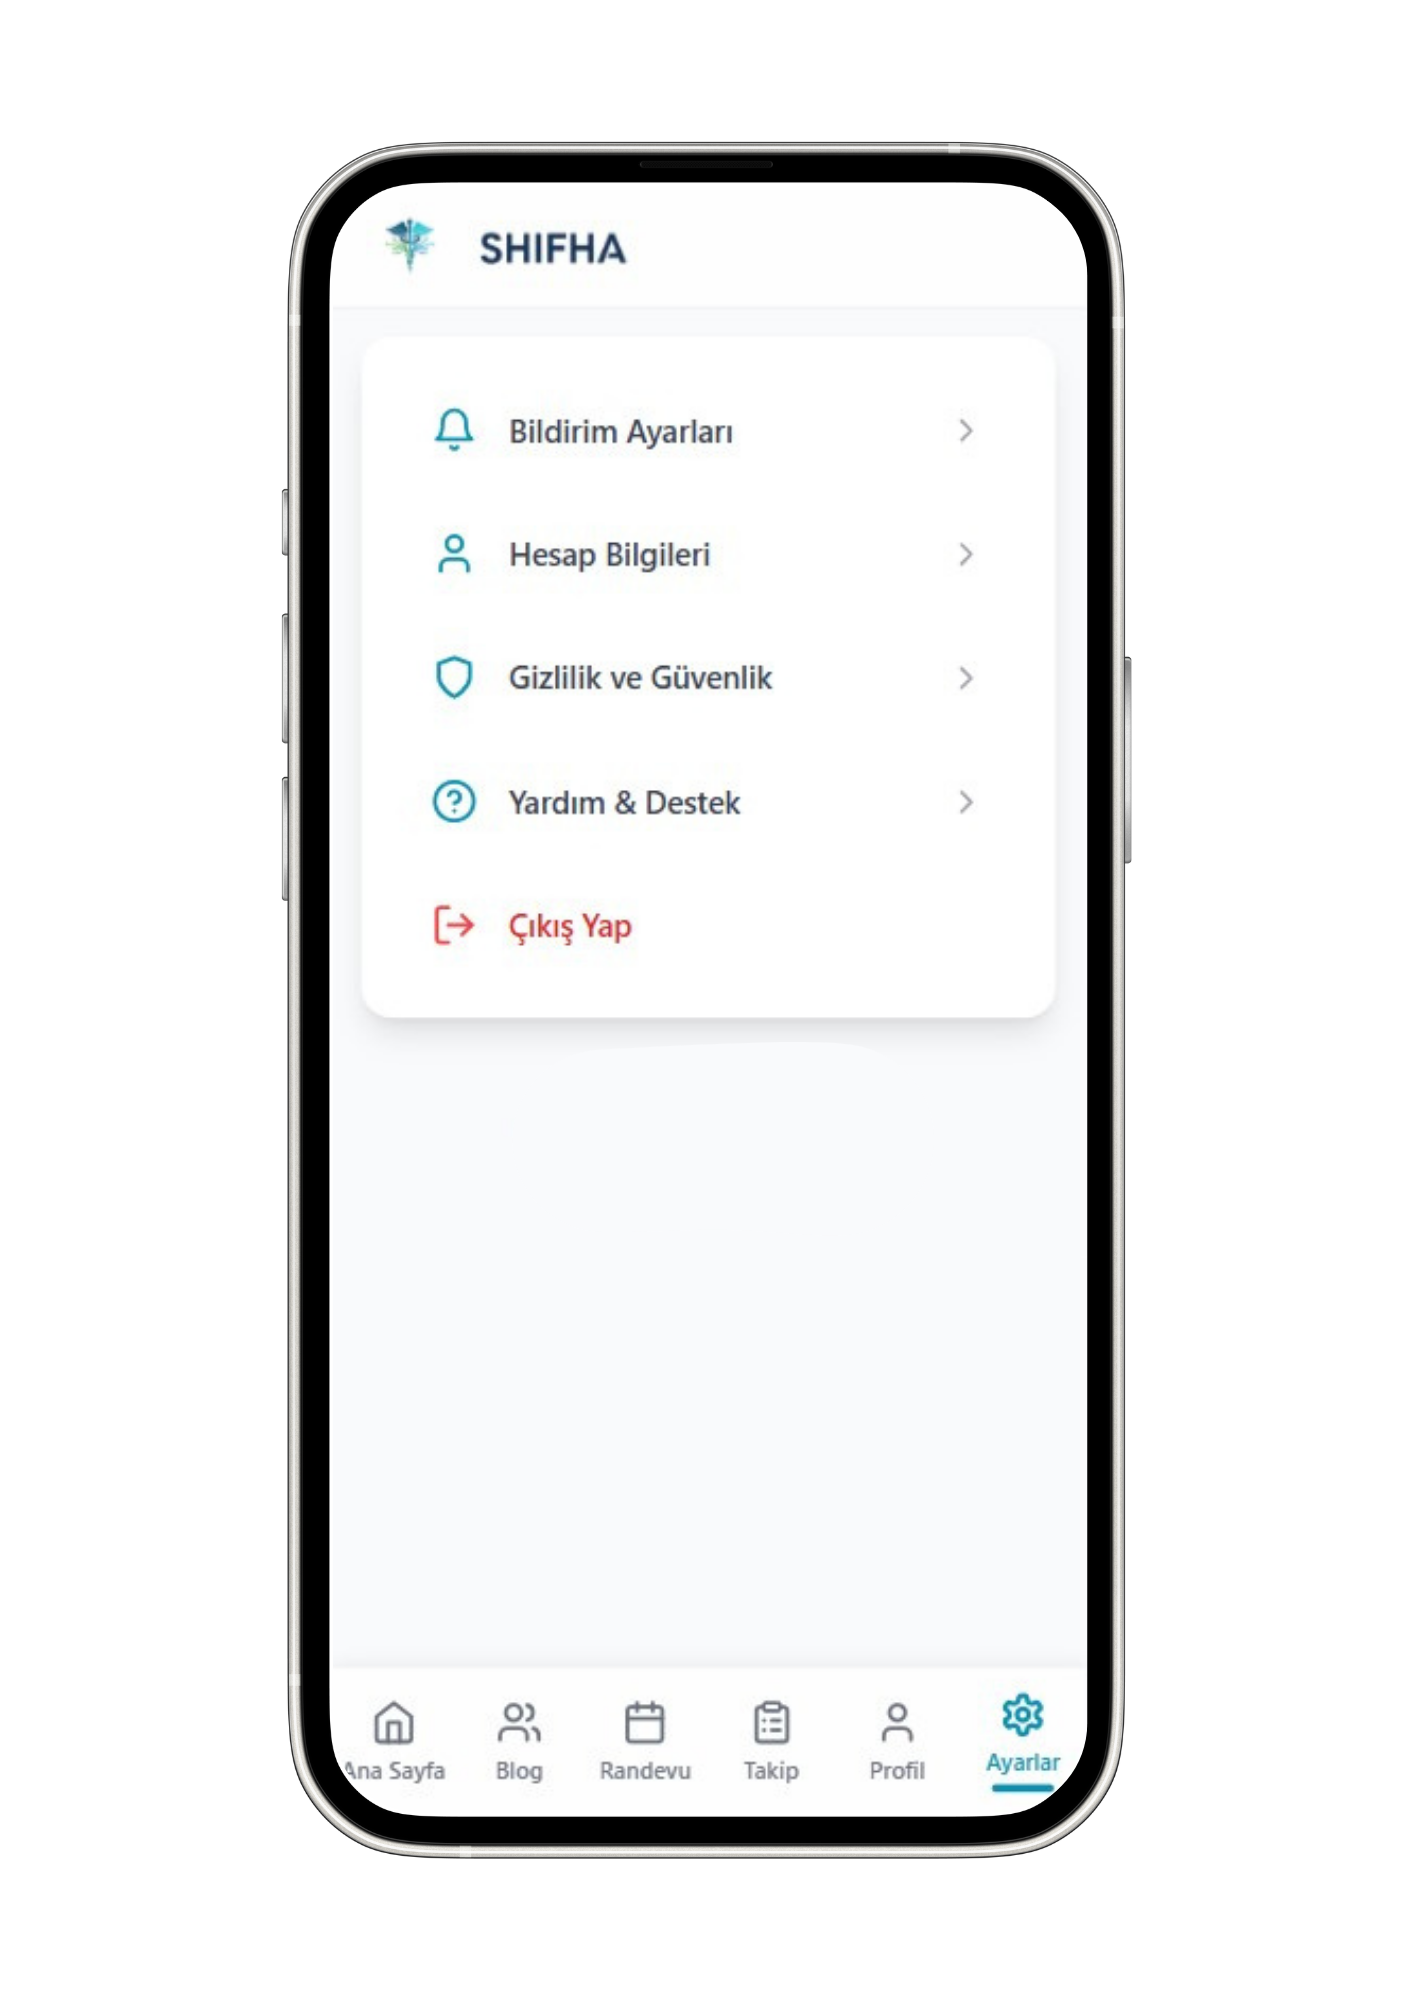 SHIFHA
Bildirim Ayarları
Hesap Bilgileri
Gizlilik ve Güvenlik
Yardım & Destek
Çıkış Yap
Ana Sayfa
Blog
Randevu
Takip
Profil
Ayarlar